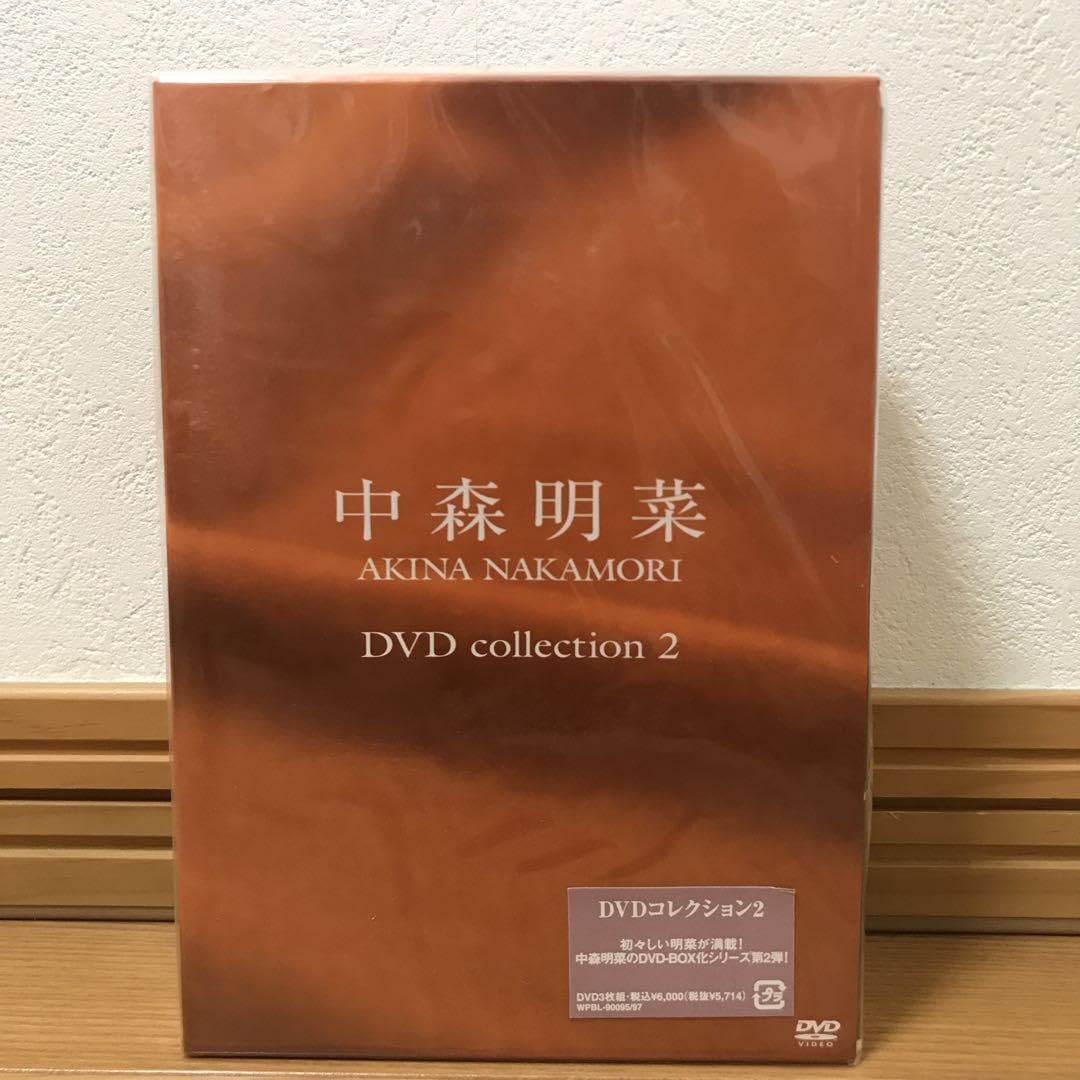 中森明菜
AKINA NAKAMORI
DVD collection 2
DVDコレクション2
初々しい明菜が満載!
中森明菜のDVD-BOX化シリーズ第2弾!
DVD3枚組・税込¥6,000(税抜¥5,714)
WPBL-90095/97
プラ
DVD
VIDEO